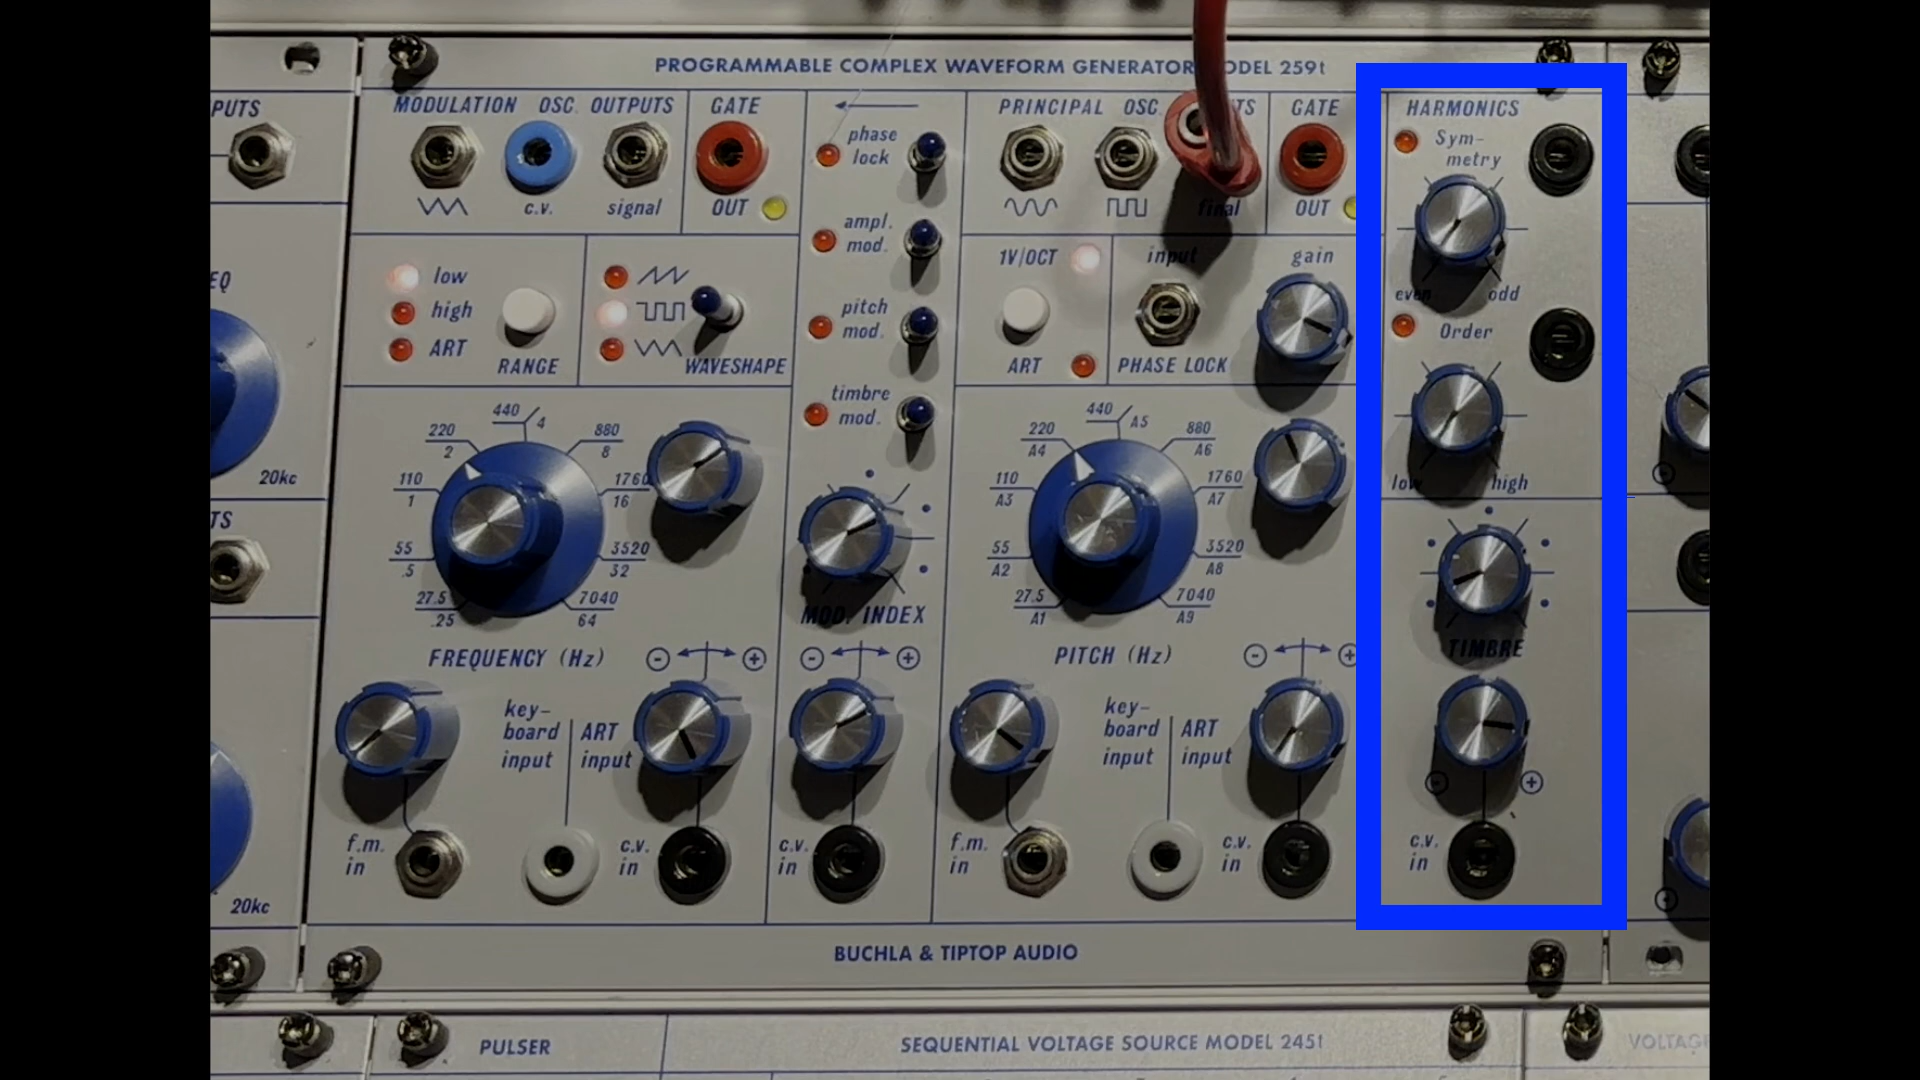 PROGRAMMABLE COMPLEX WAVEFORM GENERATOR MODEL 259t
PUTS
MODULATION OSC. OUTPUTS
GATE
phase
lock
c.v.
signal
OUT
ampl.
mod.
low
high
ART
RANGE
WAVESHAPE
pitch
mod.
timbre
mod.
PRINCIPAL OSC
TS
GATE
final
OUT
1V/OCT
input
gain
ART
PHASE LOCK
HARMONICS
Sym-
metry
even
odd
Order
low
high
TIMBRE
c.v.
in
EQ
20kc
TS
20kc
440
4
220
2
880
8
110
1
1760
16
55
.5
3520
32
27.5
.25
7040
64
FREQUENCY (Hz)
- +
key-
board
input
ART
input
f.m.
in
c.v.
in
MOD. INDEX
- +
c.v.
in
440
A5
220
A4
880
A6
110
A3
1760
A7
55
A2
3520
A8
27.5
A1
7040
A9
PITCH (Hz)
- +
key-
board
input
ART
input
f.m.
in
c.v.
in
- +
BUCHLA & TIPTOP AUDIO
PULSER
SEQUENTIAL VOLTAGE SOURCE MODEL 245t
VOLTAG